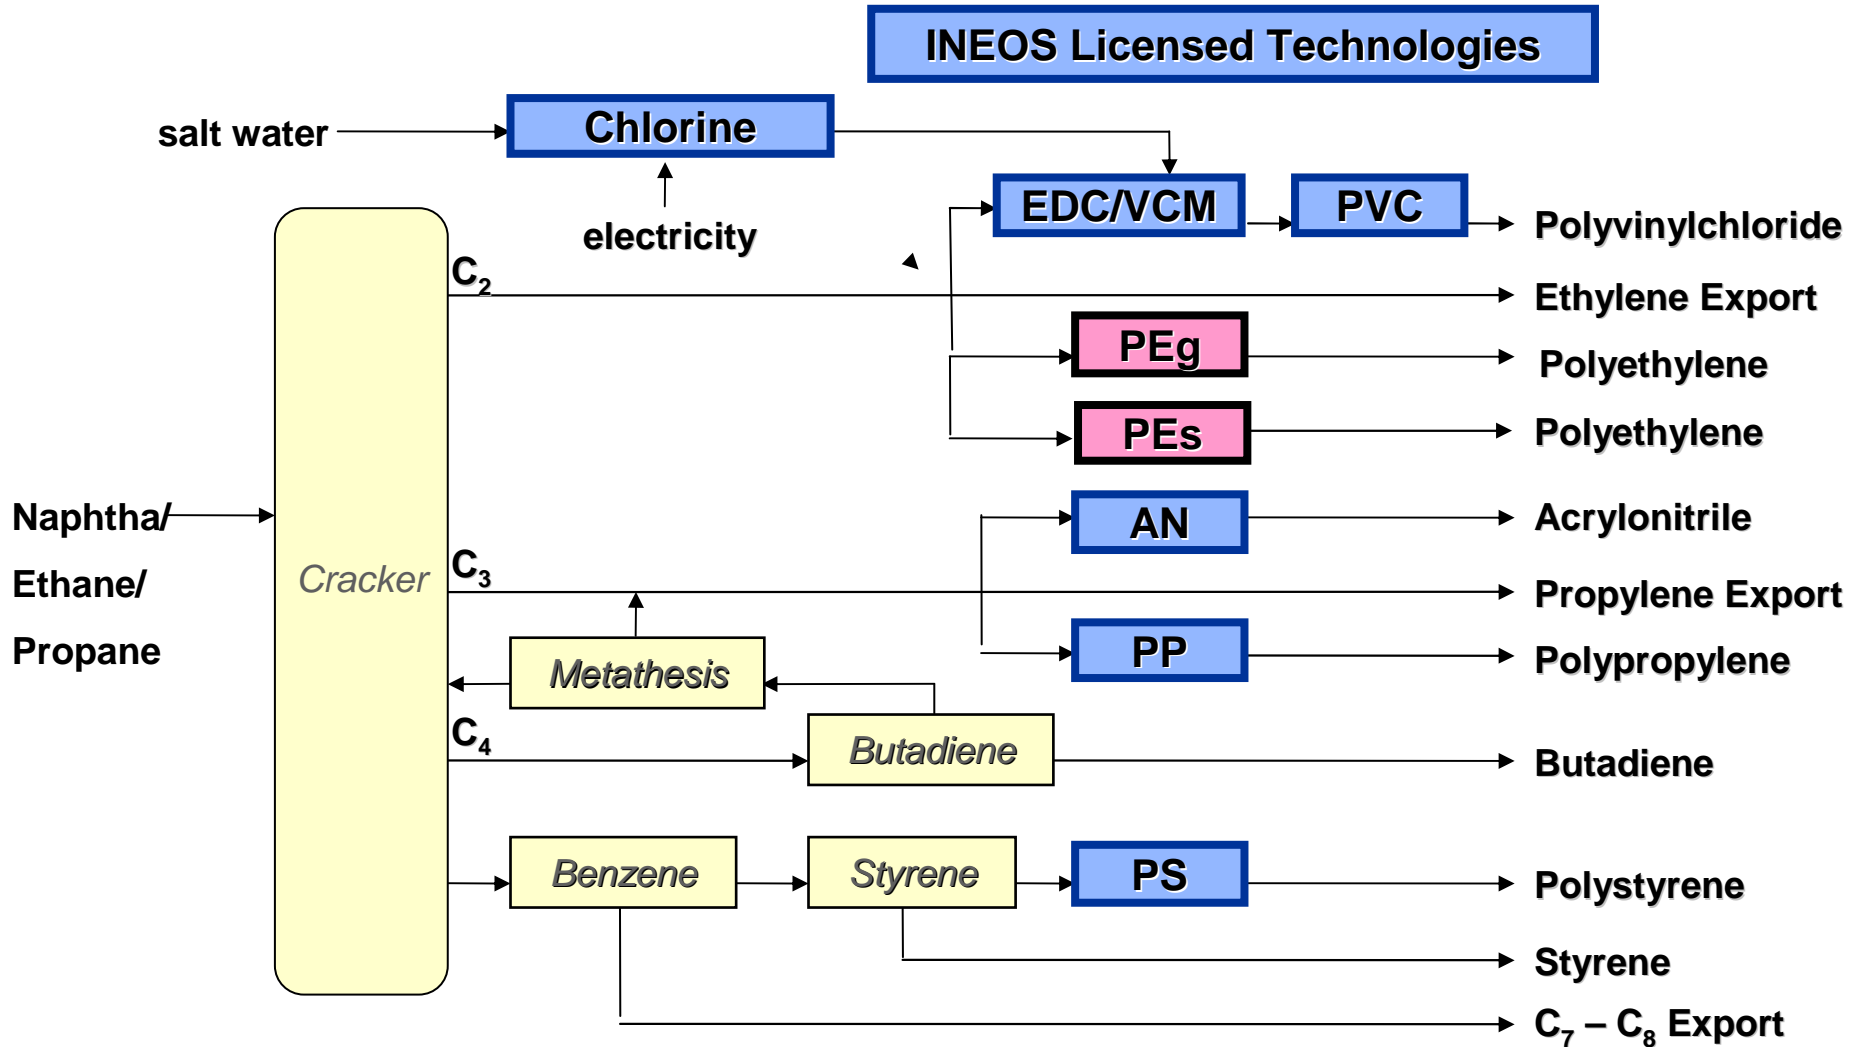 INEOS Licensed Technologies
salt water
Chlorine
electricity
EDC/VCM
PVC
Polyvinylchloride
C₂
Ethylene Export
PEg
Polyethylene
PEs
Polyethylene
Naphtha/
Ethane/
Propane
Cracker
AN
Acrylonitrile
C₃
Propylene Export
Metathesis
PP
Polypropylene
C₄
Butadiene
Butadiene
Benzene
Styrene
PS
Polystyrene
Styrene
C₇ – C₈ Export